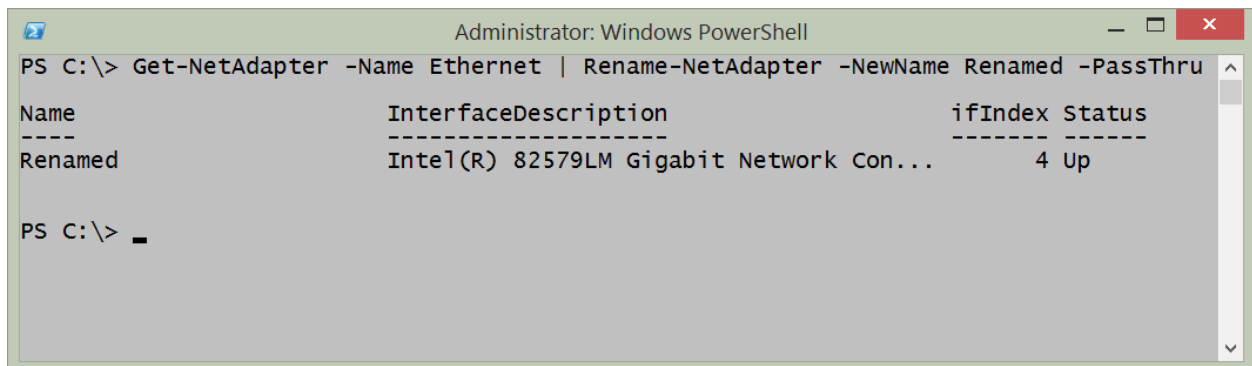 Administrator: Windows PowerShell
PS C:\> Get-NetAdapter -Name Ethernet | Rename-NetAdapter -NewName Renamed -PassThru
Name InterfaceDescription ifIndex Status
---- -------------------- ------- ------
Renamed Intel(R) 82579LM Gigabit Network Con... 4 Up
PS C:\> _